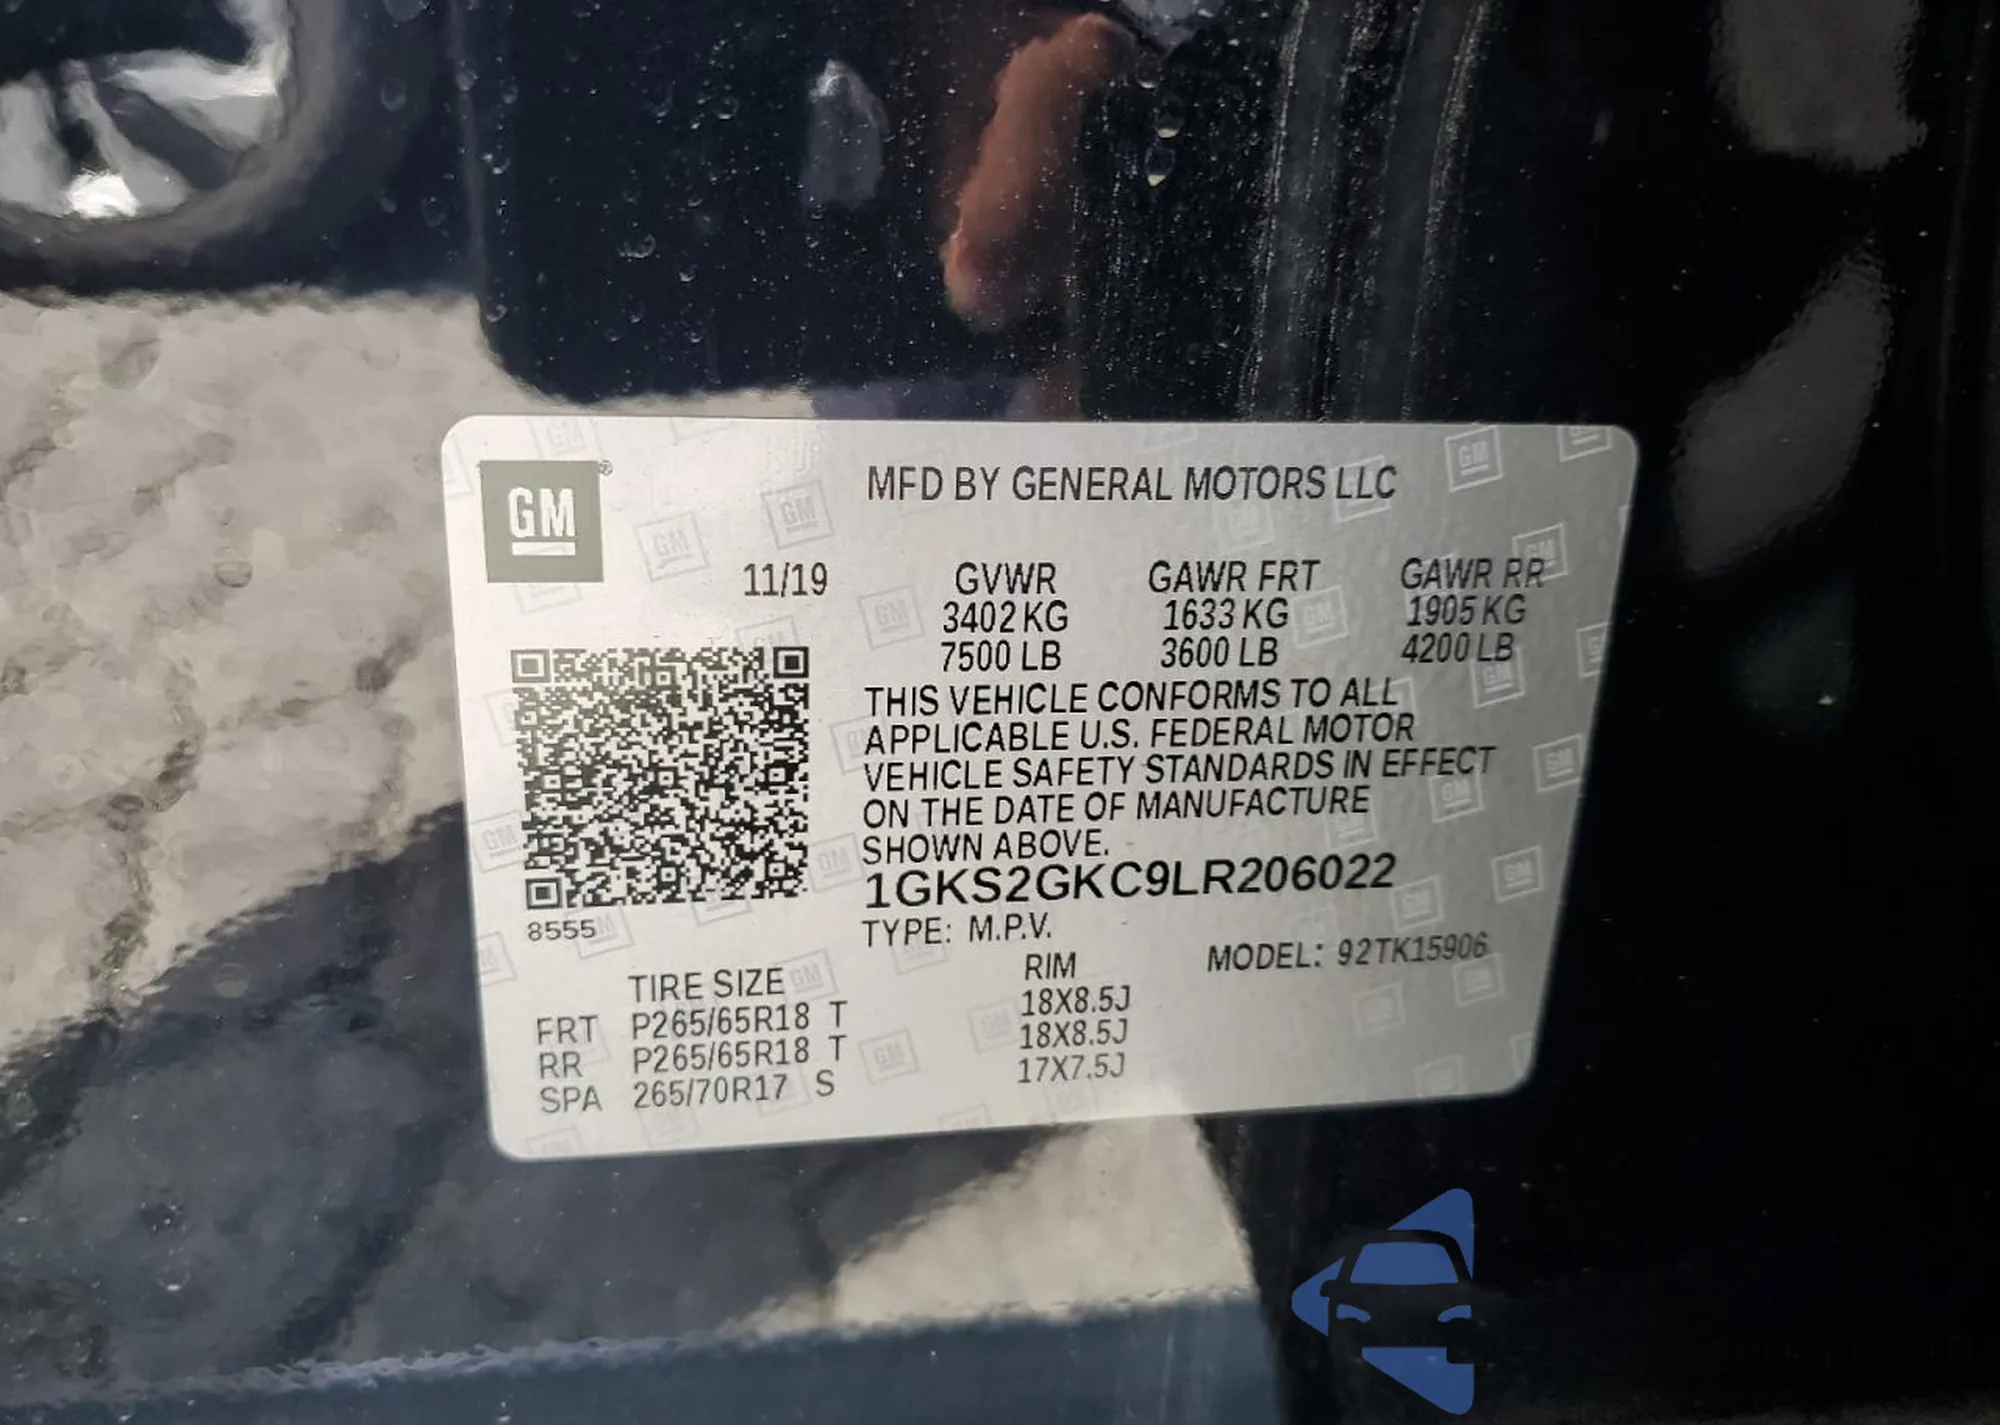 GM
MFD BY GENERAL MOTORS LLC
11/19
GVWR GAWR FRT GAWR RR
3402 KG 1633 KG 1905 KG
7500 LB 3600 LB 4200 LB
THIS VEHICLE CONFORMS TO ALL
APPLICABLE U.S. FEDERAL MOTOR
VEHICLE SAFETY STANDARDS IN EFFECT
ON THE DATE OF MANUFACTURE
SHOWN ABOVE.
1GKS2GKC9LR206022
8555
TYPE: M.P.V.
MODEL: 92TK15906
TIRE SIZE RIM
FRT P265/65R18 T 18X8.5J
RR P265/65R18 T 18X8.5J
SPA 265/70R17 S 17X7.5J